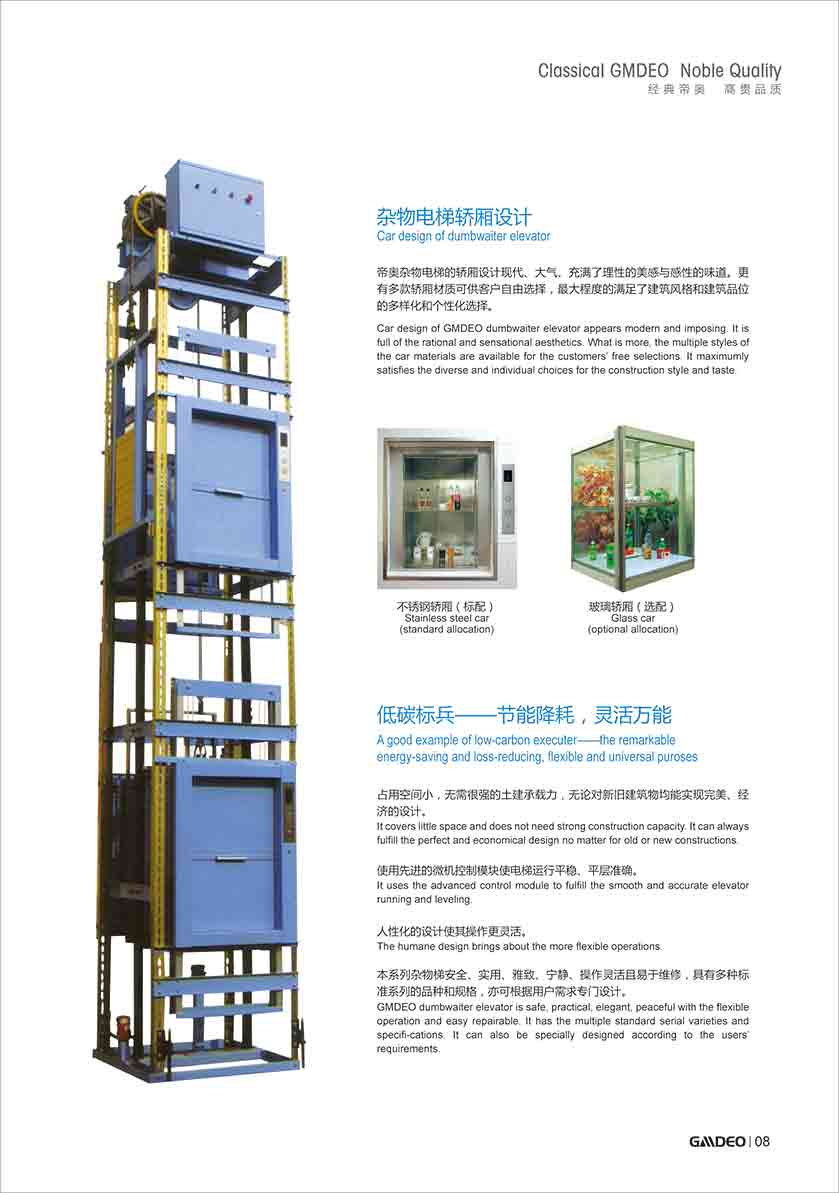 Classical GMDEO Noble Quality
经典帝奥 高贵品质
杂物电梯轿厢设计
Car design of dumbwaiter elevator
帝奥杂物电梯的轿厢设计现代、大气、充满了理性的美感与感性的味道。更
有多款轿厢材质可供客户自由选择，最大程度的满足了建筑风格和建筑品位
的多样化和个性化选择。
Car design of GMDEO dumbwaiter elevator appears modern and imposing. It is
full of the rational and sensational aesthetics. What is more, the multiple styles of
the car materials are available for the customers' free selections. It maximumly
satisfies the diverse and individual choices for the construction style and taste.
不锈钢轿厢（标配）
Stainless steel car
(standard allocation)
玻璃轿厢（选配）
Glass car
(optional allocation)
低碳标兵——节能降耗，灵活万能
A good example of low-carbon executer——the remarkable
energy-saving and loss-reducing, flexible and universal puroses
占用空间小，无需很强的土建承载力，无论对新旧建筑物均能实现完美、经
济的设计。
It covers little space and does not need strong construction capacity. It can always
fulfill the perfect and economical design no matter for old or new constructions.
使用先进的微机控制模块使电梯运行平稳、平层准确。
It uses the advanced control module to fulfill the smooth and accurate elevator
running and leveling.
人性化的设计使其操作更灵活。
The humane design brings about the more flexible operations.
本系列杂物梯安全、实用、雅致、宁静、操作灵活且易于维修，具有多种标
准系列的品种和规格，亦可根据用户需求专门设计。
GMDEO dumbwaiter elevator is safe, practical, elegant, peaceful with the flexible
operation and easy repairable. It has the multiple standard serial varieties and
specifi-cations. It can also be specially designed according to the users'
requirements.
GMDEO | 08